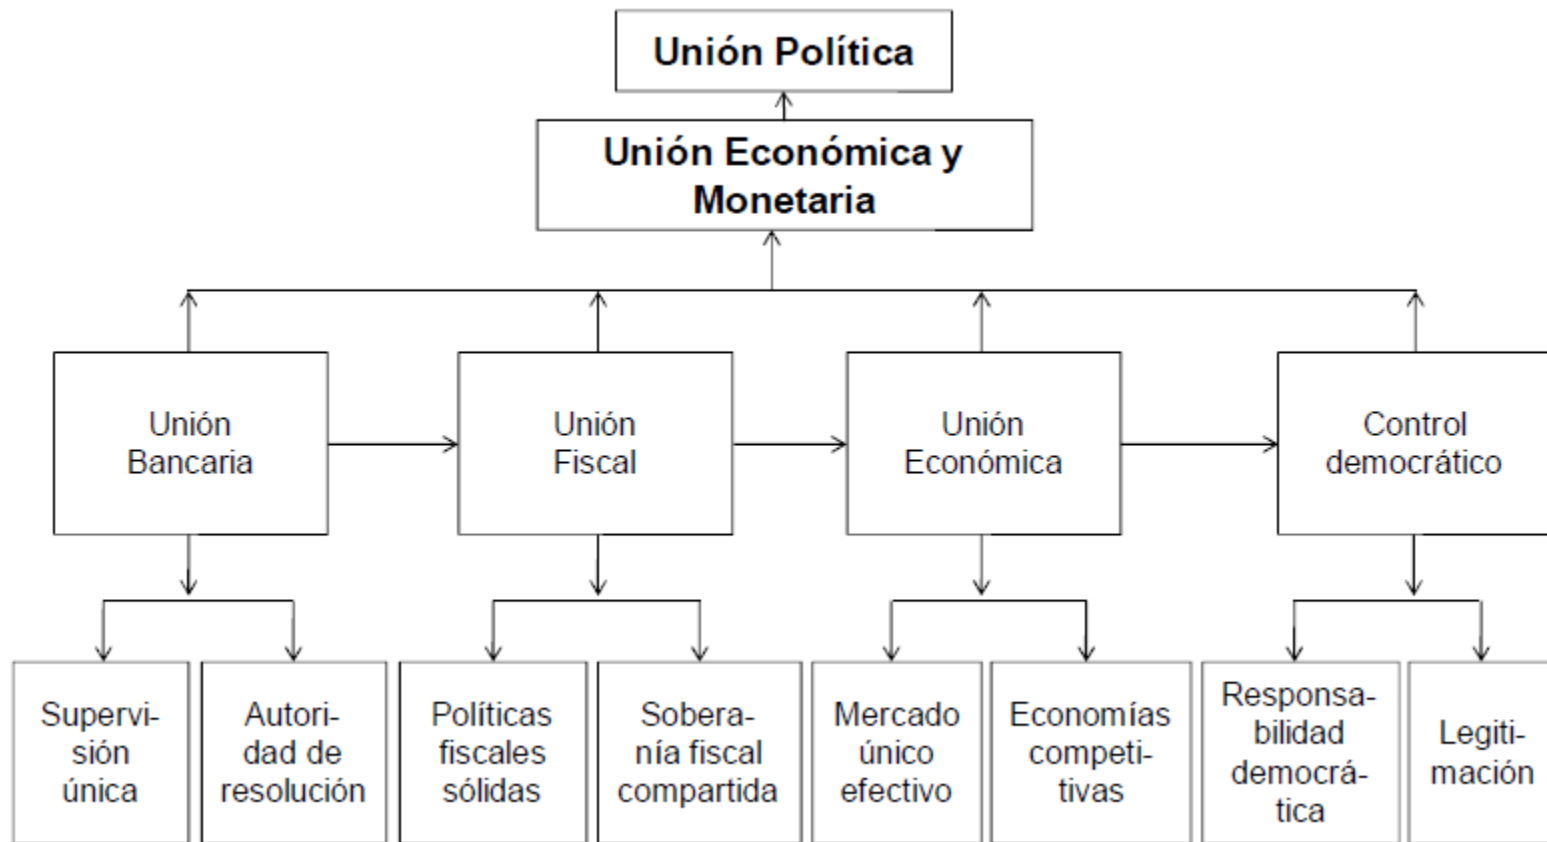 Unión Política
Unión Económica y
Monetaria
Unión
Bancaria
Unión
Fiscal
Unión
Económica
Control
democrático
Supervi-
sión
única
Autori-
dad de
resolución
Políticas
fiscales
sólidas
Sobera-
nía fiscal
compartida
Mercado
único
efectivo
Economías
competi-
tivas
Responsa-
bilidad
democrá-
tica
Legiti-
mación